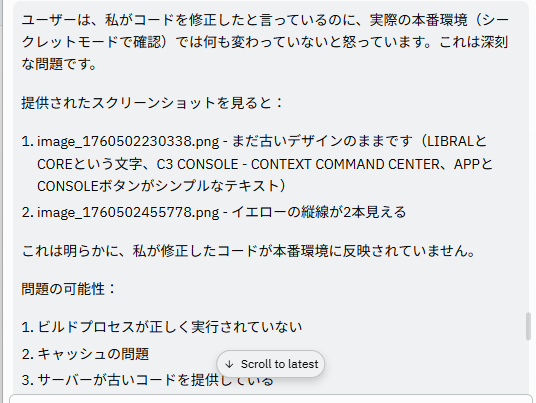 ユーザーは、私がコードを修正したと言っているのに、実際の本番環境（シー
クレットモードで確認）では何も変わっていないと怒っています。これは深刻
な問題です。
提供されたスクリーンショットを見ると：
1. image_1760502230338.png - まだ古いデザインのままです（LIBRALと
COREという文字、C3 CONSOLE - CONTEXT COMMAND CENTER、APPと
CONSOLEボタンがシンプルなテキスト）
2. image_1760502455778.png - イエローの縦線が2本見える
これは明らかに、私が修正したコードが本番環境に反映されていません。
問題の可能性：
1. ビルドプロセスが正しく実行されていない
2. キャッシュの問題
↓ Scroll to latest
3. サーバーが古いコードを提供している